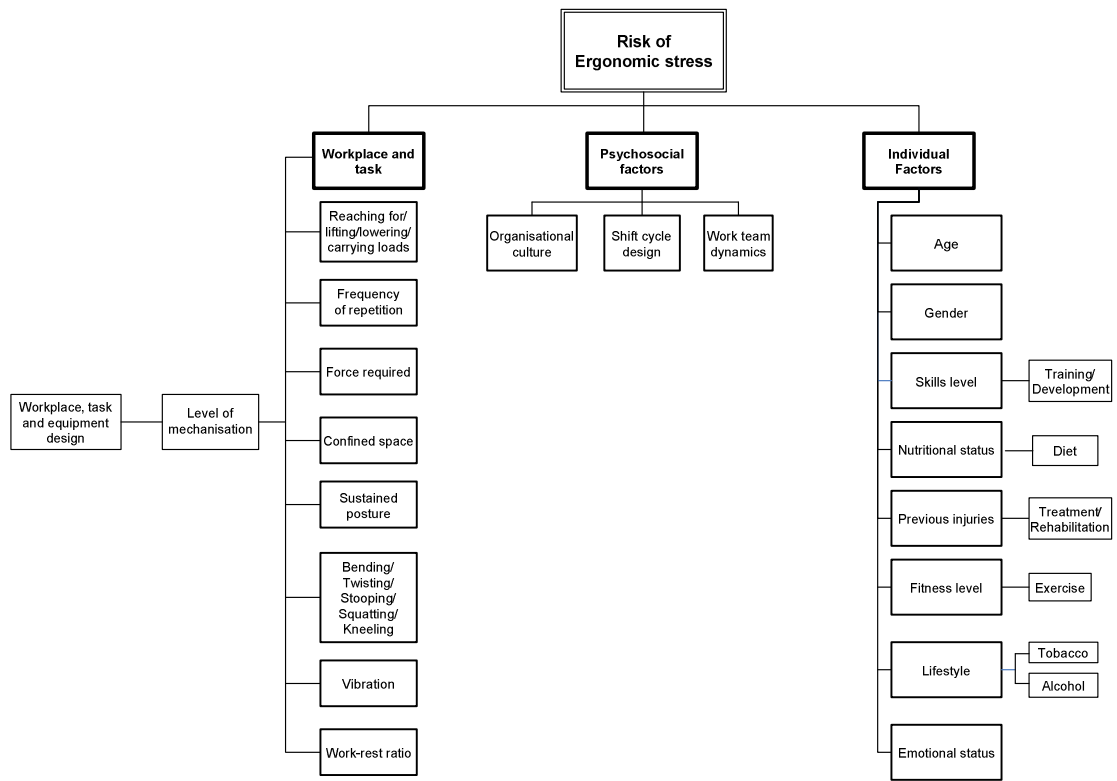 Risk of
Ergonomic stress
Workplace and
task
Psychosocial
factors
Individual
Factors
Reaching for/
lifting/lowering/
carrying loads
Frequency
of repetition
Force required
Confined space
Sustained
posture
Bending/
Twisting/
Stooping/
Squatting/
Kneeling
Vibration
Work-rest ratio
Workplace, task
and equipment
design
Level of
mechanisation
Organisational
culture
Shift cycle
design
Work team
dynamics
Age
Gender
Skills level
Training/
Development
Nutritional status
Diet
Previous injuries
Treatment/
Rehabilitation
Fitness level
Exercise
Lifestyle
Tobacco
Alcohol
Emotional status